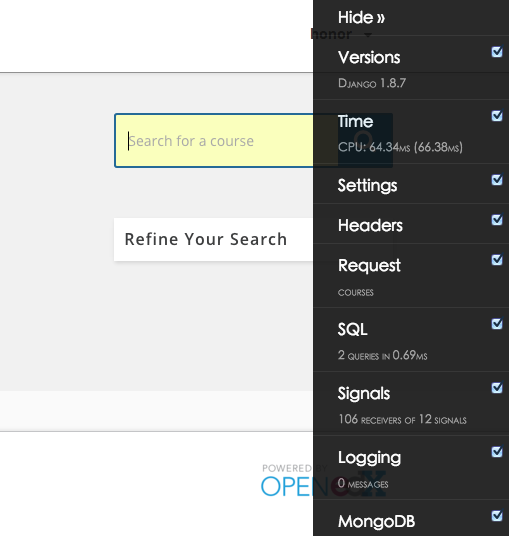 honor
Search for a course
Refine Your Search
POWERED BY
OPEN edX
Hide »
Versions
Django 1.8.7
Time
CPU: 64.34ms (66.38ms)
Settings
Headers
Request
courses
SQL
2 queries in 0.69ms
Signals
106 receivers of 12 signals
Logging
0 messages
MongoDB